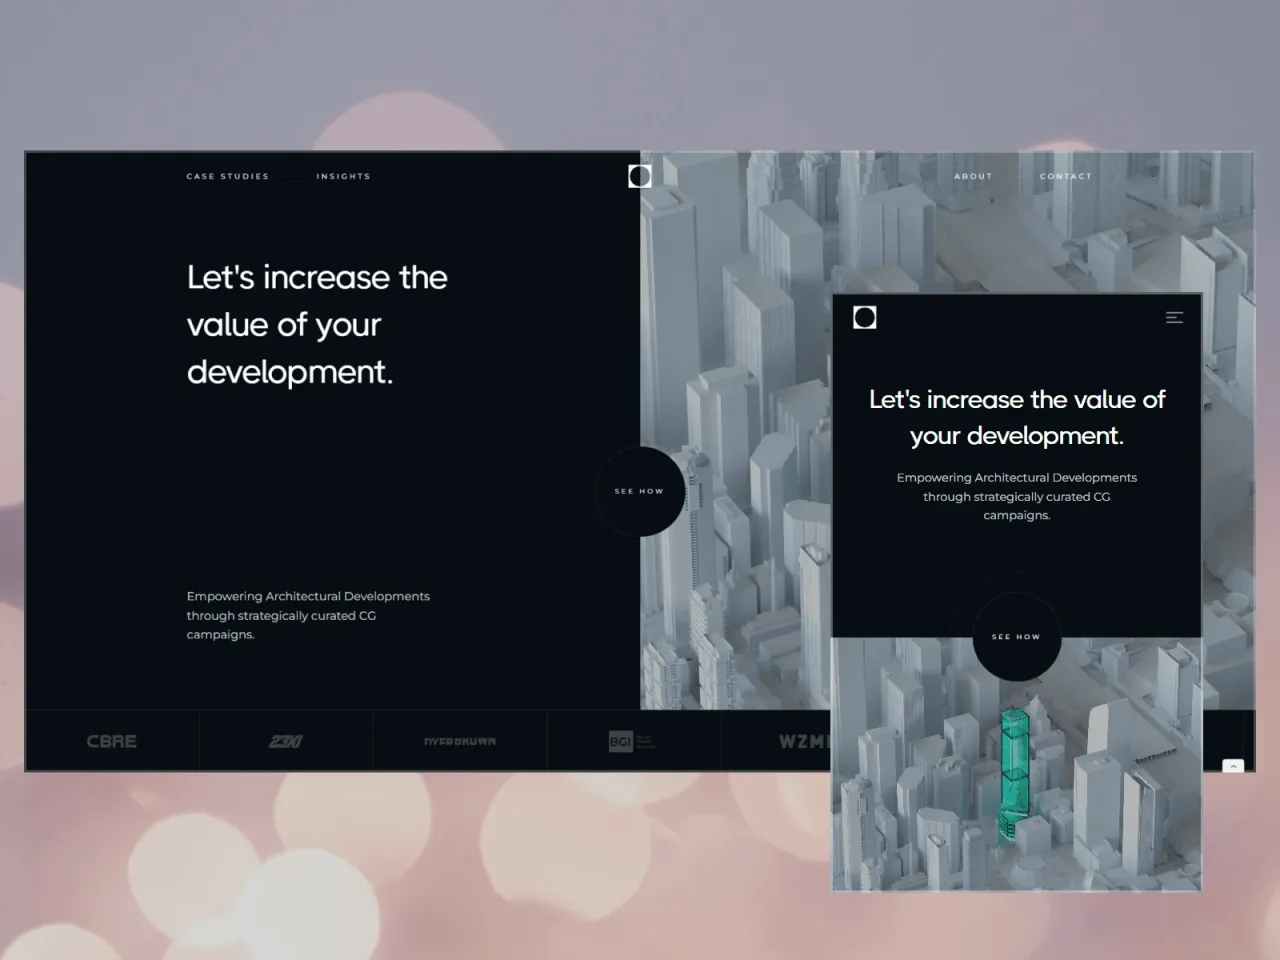 CASE STUDIES
INSIGHTS
ABOUT
CONTACT
Let's increase the
value of your
development.
SEE HOW
Empowering Architectural Developments
through strategically curated CG
campaigns.
CBRE
23XI
BGI
WZM
Let's increase the value of
your development.
Empowering Architectural Developments
through strategically curated CG
campaigns.
SEE HOW